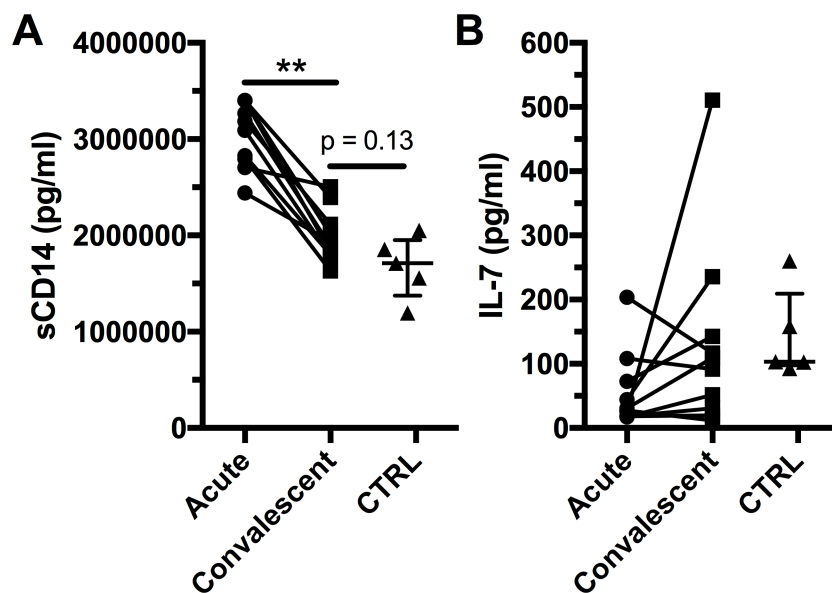 A
sCD14 (pg/ml)
4000000
3000000
2000000
1000000
0
**
p = 0.13
Acute
Convalescent
CTRL
B
IL-7 (pg/ml)
600
500
400
300
200
100
0
Acute
Convalescent
CTRL